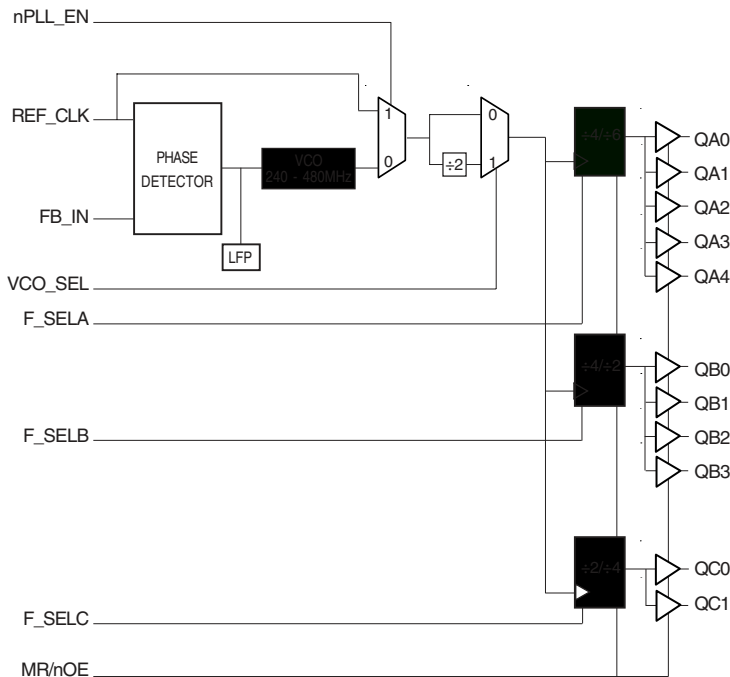 nPLL_EN
REF_CLK
1
0
PHASE
DETECTOR
VCO
240 - 480MHz
÷2
0
1
÷4/÷6
QA0
QA1
QA2
QA3
QA4
FB_IN
LFP
VCO_SEL
F_SELA
÷4/÷2
QB0
QB1
QB2
QB3
F_SELB
÷2/÷4
QC0
QC1
F_SELC
MR/nOE